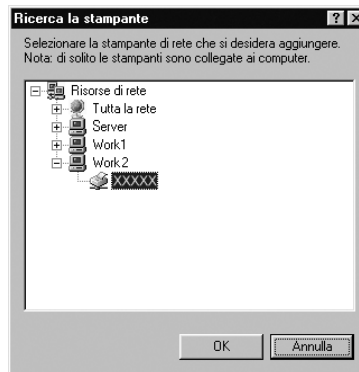 Ricerca la stampante
Selezionare la stampante di rete che si desidera aggiungere.
Nota: di solito le stampanti sono collegate ai computer.
Risorse di rete
Tutta la rete
Server
Work1
Work2
XXXXX
OK
Annulla